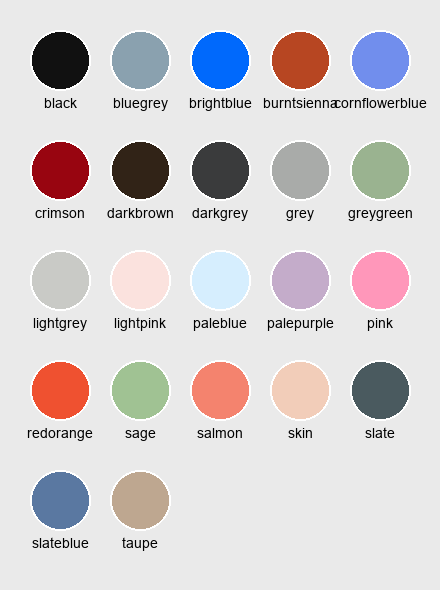 black bluegrey brightblue burntsienna cornflowerblue
crimson darkbrown darkgrey grey greygreen
lightgrey lightpink paleblue palepurple pink
redorange sage salmon skin slate
slateblue taupe